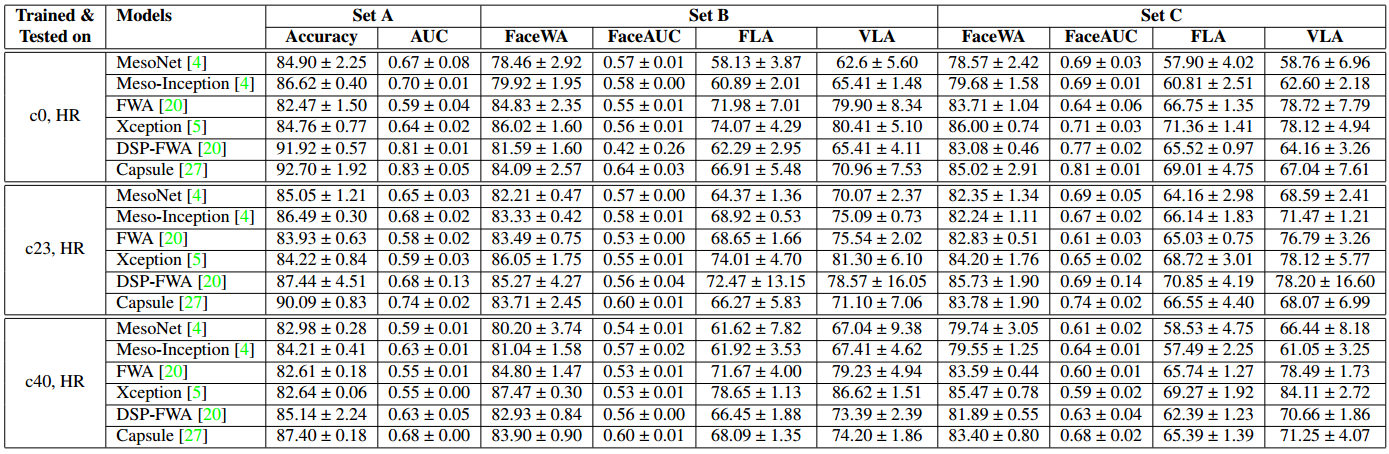 Trained & Models Set A Set B Set C
Tested on Accuracy AUC FaceWA FaceAUC FLA VLA FaceWA FaceAUC FLA VLA
c0, HR
MesoNet [4] 84.90 ± 2.25 0.67 ± 0.08 78.46 ± 2.92 0.57 ± 0.01 58.13 ± 3.87 62.6 ± 5.60 78.57 ± 2.42 0.69 ± 0.03 57.90 ± 4.02 58.76 ± 6.96
Meso-Inception [4] 86.62 ± 0.40 0.70 ± 0.01 79.92 ± 1.95 0.58 ± 0.00 60.89 ± 2.01 65.41 ± 1.48 79.68 ± 1.58 0.69 ± 0.01 60.81 ± 2.51 62.60 ± 2.18
FWA [20] 82.47 ± 1.50 0.59 ± 0.04 84.83 ± 2.35 0.55 ± 0.01 71.98 ± 7.01 79.90 ± 8.34 83.71 ± 1.04 0.64 ± 0.06 66.75 ± 1.35 78.72 ± 7.79
Xception [5] 84.76 ± 0.77 0.64 ± 0.02 86.02 ± 1.60 0.56 ± 0.01 74.07 ± 4.29 80.41 ± 5.10 86.00 ± 0.74 0.71 ± 0.03 71.36 ± 1.41 78.12 ± 4.94
DSP-FWA [20] 91.92 ± 0.57 0.81 ± 0.01 81.59 ± 1.60 0.42 ± 0.26 62.29 ± 2.95 65.41 ± 4.11 83.08 ± 0.46 0.77 ± 0.02 65.52 ± 0.97 64.16 ± 3.26
Capsule [27] 92.70 ± 1.92 0.83 ± 0.05 84.09 ± 2.57 0.64 ± 0.03 66.91 ± 5.48 70.96 ± 7.53 85.02 ± 2.91 0.81 ± 0.01 69.01 ± 4.75 67.04 ± 7.61
c23, HR
MesoNet [4] 85.05 ± 1.21 0.65 ± 0.03 82.21 ± 0.47 0.57 ± 0.00 64.37 ± 1.36 70.07 ± 2.37 82.35 ± 1.34 0.69 ± 0.05 64.16 ± 2.98 68.59 ± 2.41
Meso-Inception [4] 86.49 ± 0.30 0.68 ± 0.02 83.33 ± 0.42 0.58 ± 0.01 68.92 ± 0.53 75.09 ± 0.73 82.24 ± 1.11 0.67 ± 0.02 66.14 ± 1.83 71.47 ± 1.21
FWA [20] 83.93 ± 0.63 0.58 ± 0.02 83.49 ± 0.75 0.53 ± 0.00 68.65 ± 1.66 75.54 ± 2.02 82.83 ± 0.51 0.61 ± 0.03 65.03 ± 0.75 76.79 ± 3.26
Xception [5] 84.22 ± 0.84 0.59 ± 0.03 86.05 ± 1.75 0.55 ± 0.01 74.01 ± 4.70 81.30 ± 6.10 84.20 ± 1.76 0.65 ± 0.02 68.72 ± 3.01 78.12 ± 5.77
DSP-FWA [20] 87.44 ± 4.51 0.68 ± 0.13 85.27 ± 4.27 0.56 ± 0.04 72.47 ± 13.15 78.57 ± 16.05 85.73 ± 1.90 0.69 ± 0.14 70.85 ± 4.19 78.20 ± 16.60
Capsule [27] 90.09 ± 0.83 0.74 ± 0.02 83.71 ± 2.45 0.60 ± 0.01 66.27 ± 5.83 71.10 ± 7.06 83.78 ± 1.90 0.74 ± 0.02 66.55 ± 4.40 68.07 ± 6.99
c40, HR
MesoNet [4] 82.98 ± 0.28 0.59 ± 0.01 80.20 ± 3.74 0.54 ± 0.01 61.62 ± 7.82 67.04 ± 9.38 79.74 ± 3.05 0.61 ± 0.02 58.53 ± 4.75 66.44 ± 8.18
Meso-Inception [4] 84.21 ± 0.41 0.63 ± 0.01 81.04 ± 1.58 0.57 ± 0.02 61.92 ± 3.53 67.41 ± 4.62 79.55 ± 1.25 0.64 ± 0.01 57.49 ± 2.25 61.05 ± 3.25
FWA [20] 82.61 ± 0.18 0.55 ± 0.01 84.80 ± 1.47 0.53 ± 0.01 71.67 ± 4.00 79.23 ± 4.94 83.59 ± 0.44 0.60 ± 0.01 65.74 ± 1.27 78.49 ± 1.73
Xception [5] 82.64 ± 0.06 0.55 ± 0.00 87.47 ± 0.30 0.53 ± 0.01 78.65 ± 1.13 86.62 ± 1.51 85.47 ± 0.78 0.59 ± 0.02 69.27 ± 1.92 84.11 ± 2.72
DSP-FWA [20] 85.14 ± 2.24 0.63 ± 0.05 82.93 ± 0.84 0.56 ± 0.00 66.45 ± 1.88 73.39 ± 2.39 81.89 ± 0.55 0.63 ± 0.04 62.39 ± 1.23 70.66 ± 1.86
Capsule [27] 87.40 ± 0.18 0.68 ± 0.00 83.90 ± 0.90 0.60 ± 0.01 68.09 ± 1.35 74.20 ± 1.86 83.40 ± 0.80 0.68 ± 0.02 65.39 ± 1.39 71.25 ± 4.07